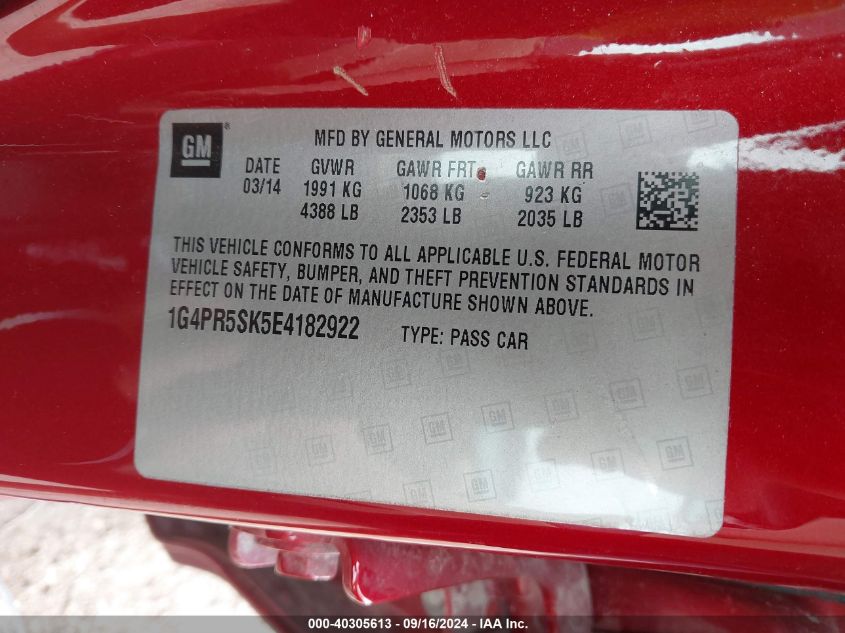 GM®
MFD BY GENERAL MOTORS LLC
DATE GVWR GAWR FRT GAWR RR
03/14 1991 KG 1068 KG 923 KG
4388 LB 2353 LB 2035 LB
THIS VEHICLE CONFORMS TO ALL APPLICABLE U.S. FEDERAL MOTOR
VEHICLE SAFETY, BUMPER, AND THEFT PREVENTION STANDARDS IN
EFFECT ON THE DATE OF MANUFACTURE SHOWN ABOVE.
1G4PR5SK5E4182922 TYPE: PASS CAR
000-40305613 - 09/16/2024 - IAA Inc.